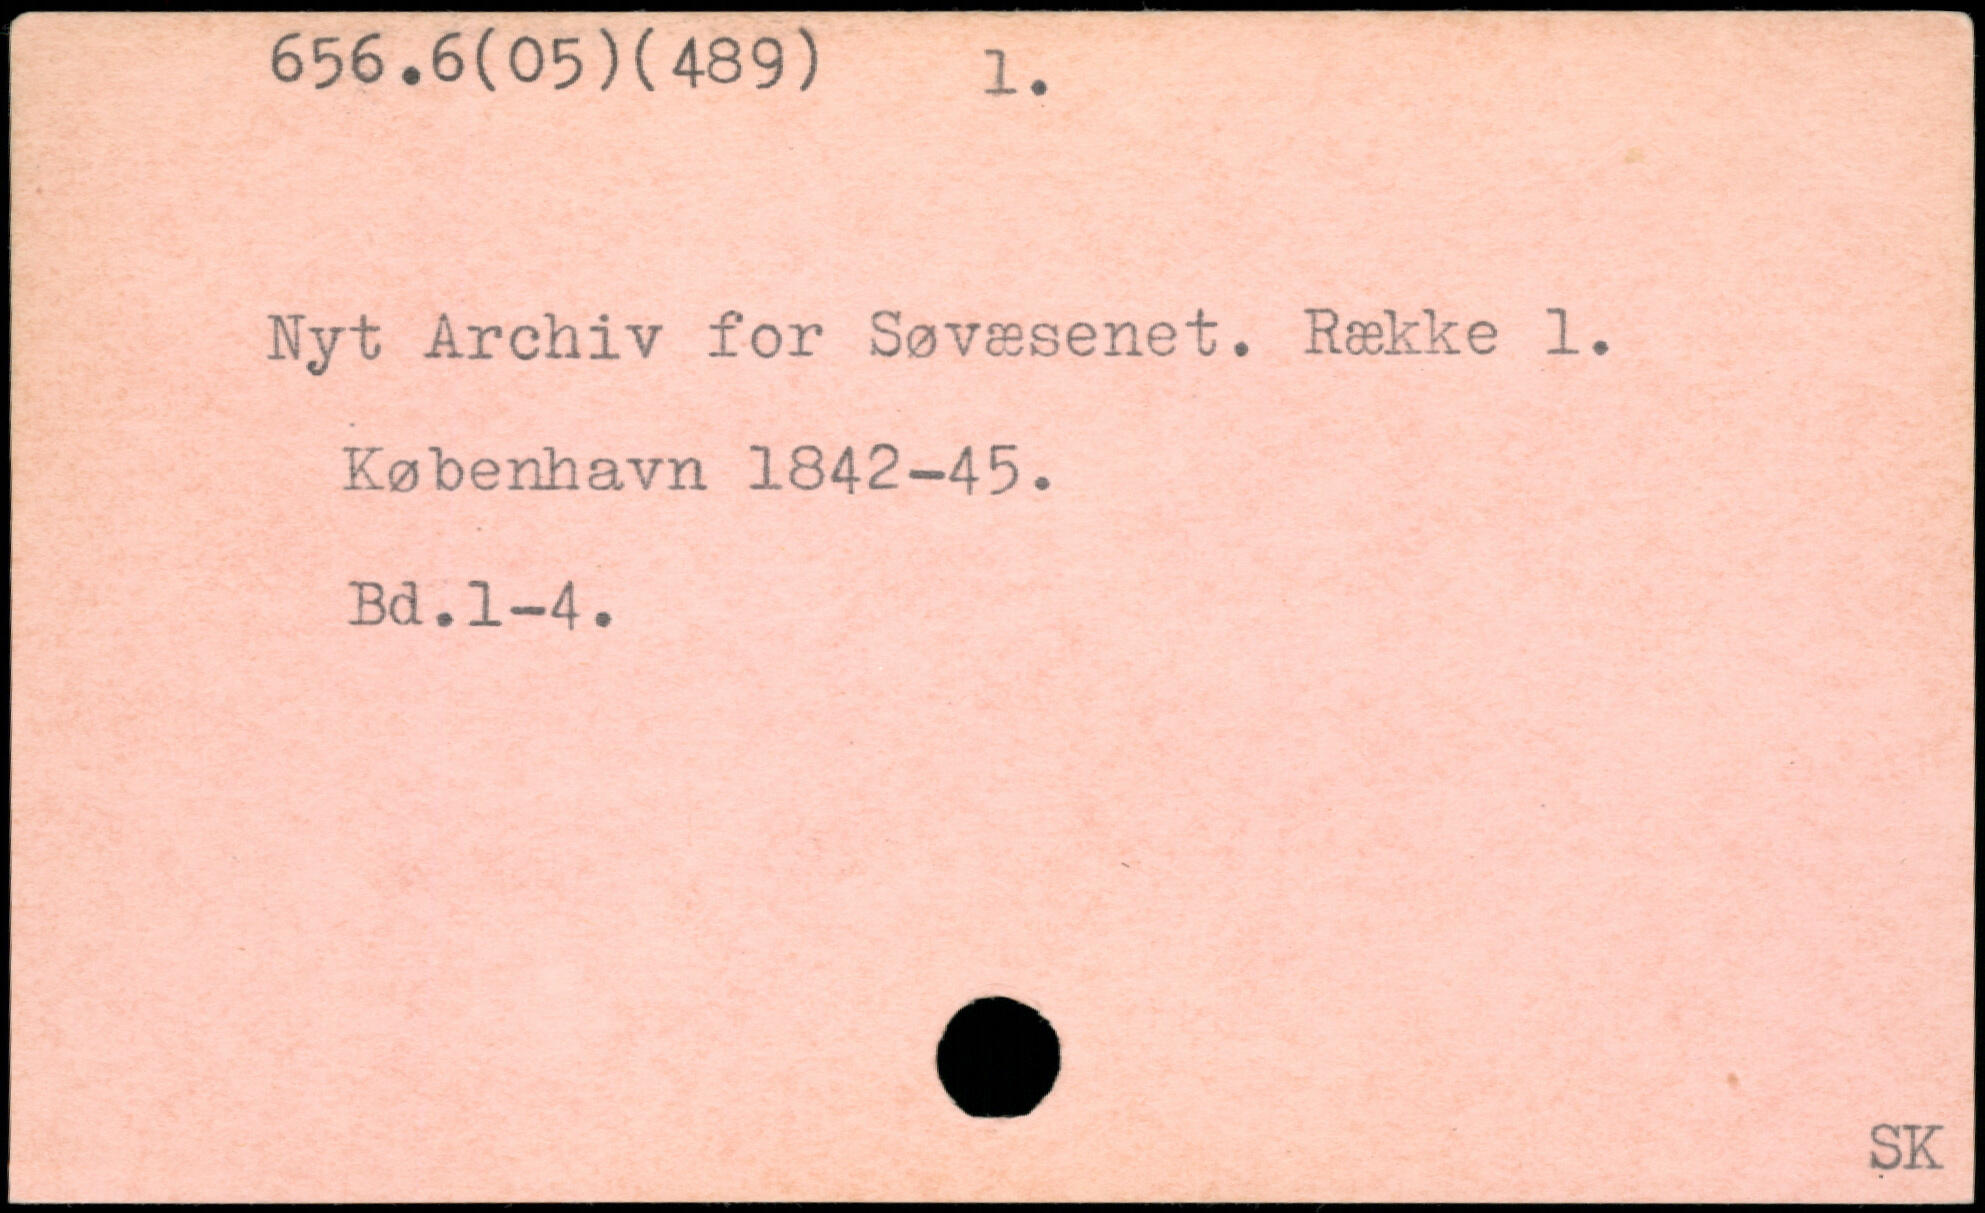 656.6(05)(489) 1.
Nyt Archiv for Søvæsenet. Række 1.
København 1842-45.
Bd.1-4.
SK